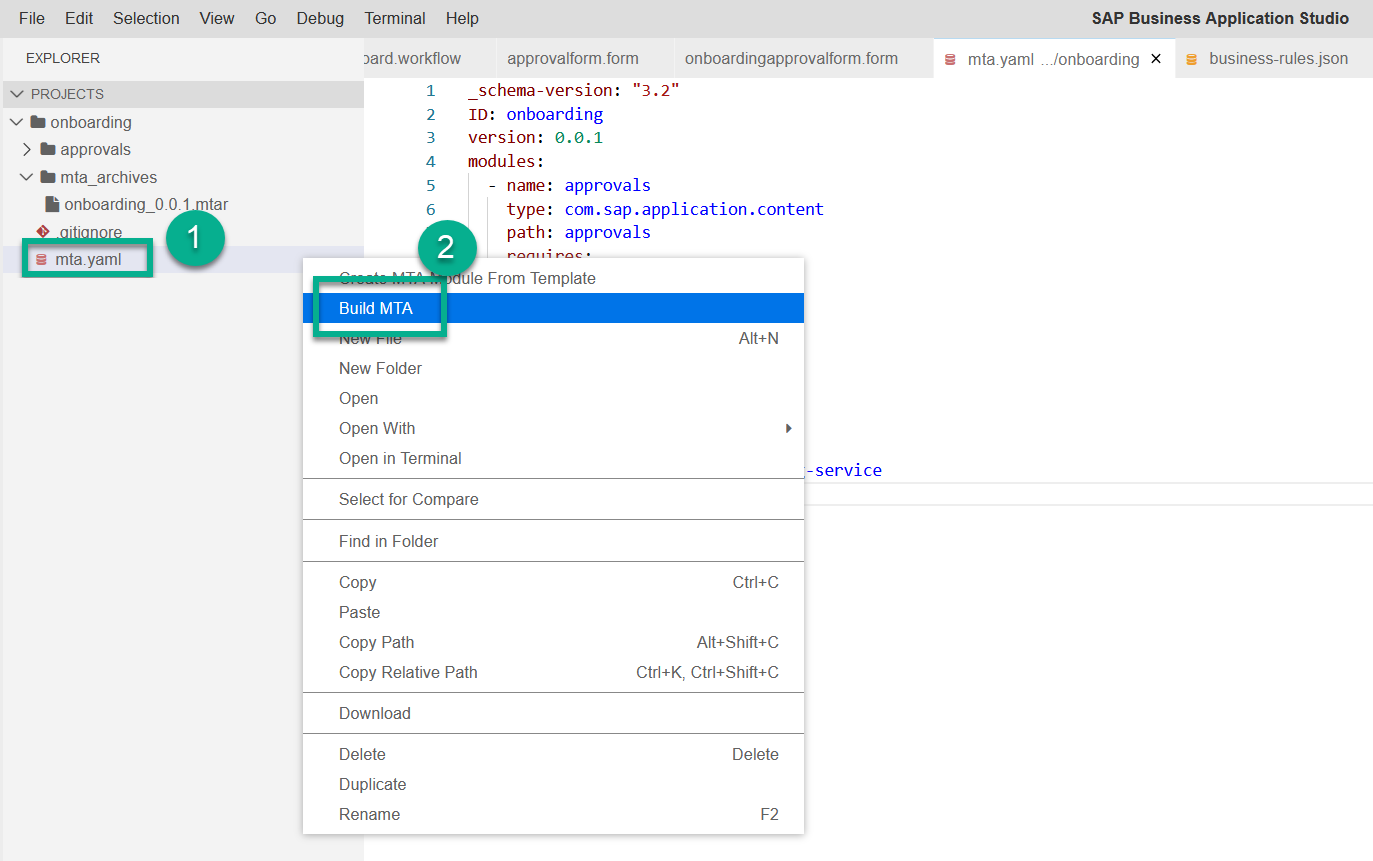 File Edit Selection View Go Debug Terminal Help SAP Business Application Studio
EXPLORER
oard.workflow approvalform.form onboardingapprovalform.form mta.yaml .../onboarding × business-rules.json
PROJECTS
onboarding
approvals
mta_archives
onboarding_0.0.1.mtar
.gitignore
mta.yaml
1
2
1 _schema-version: "3.2"
2 ID: onboarding
3 version: 0.0.1
4 modules:
5 - name: approvals
6 type: com.sap.application.content
path: approvals
requires:
-service
Create MTA Module From Template
Build MTA
New File Alt+N
New Folder
Open
Open With
Open in Terminal
Select for Compare
Find in Folder
Copy Ctrl+C
Paste
Copy Path Alt+Shift+C
Copy Relative Path Ctrl+K, Ctrl+Shift+C
Download
Delete Delete
Duplicate
Rename F2